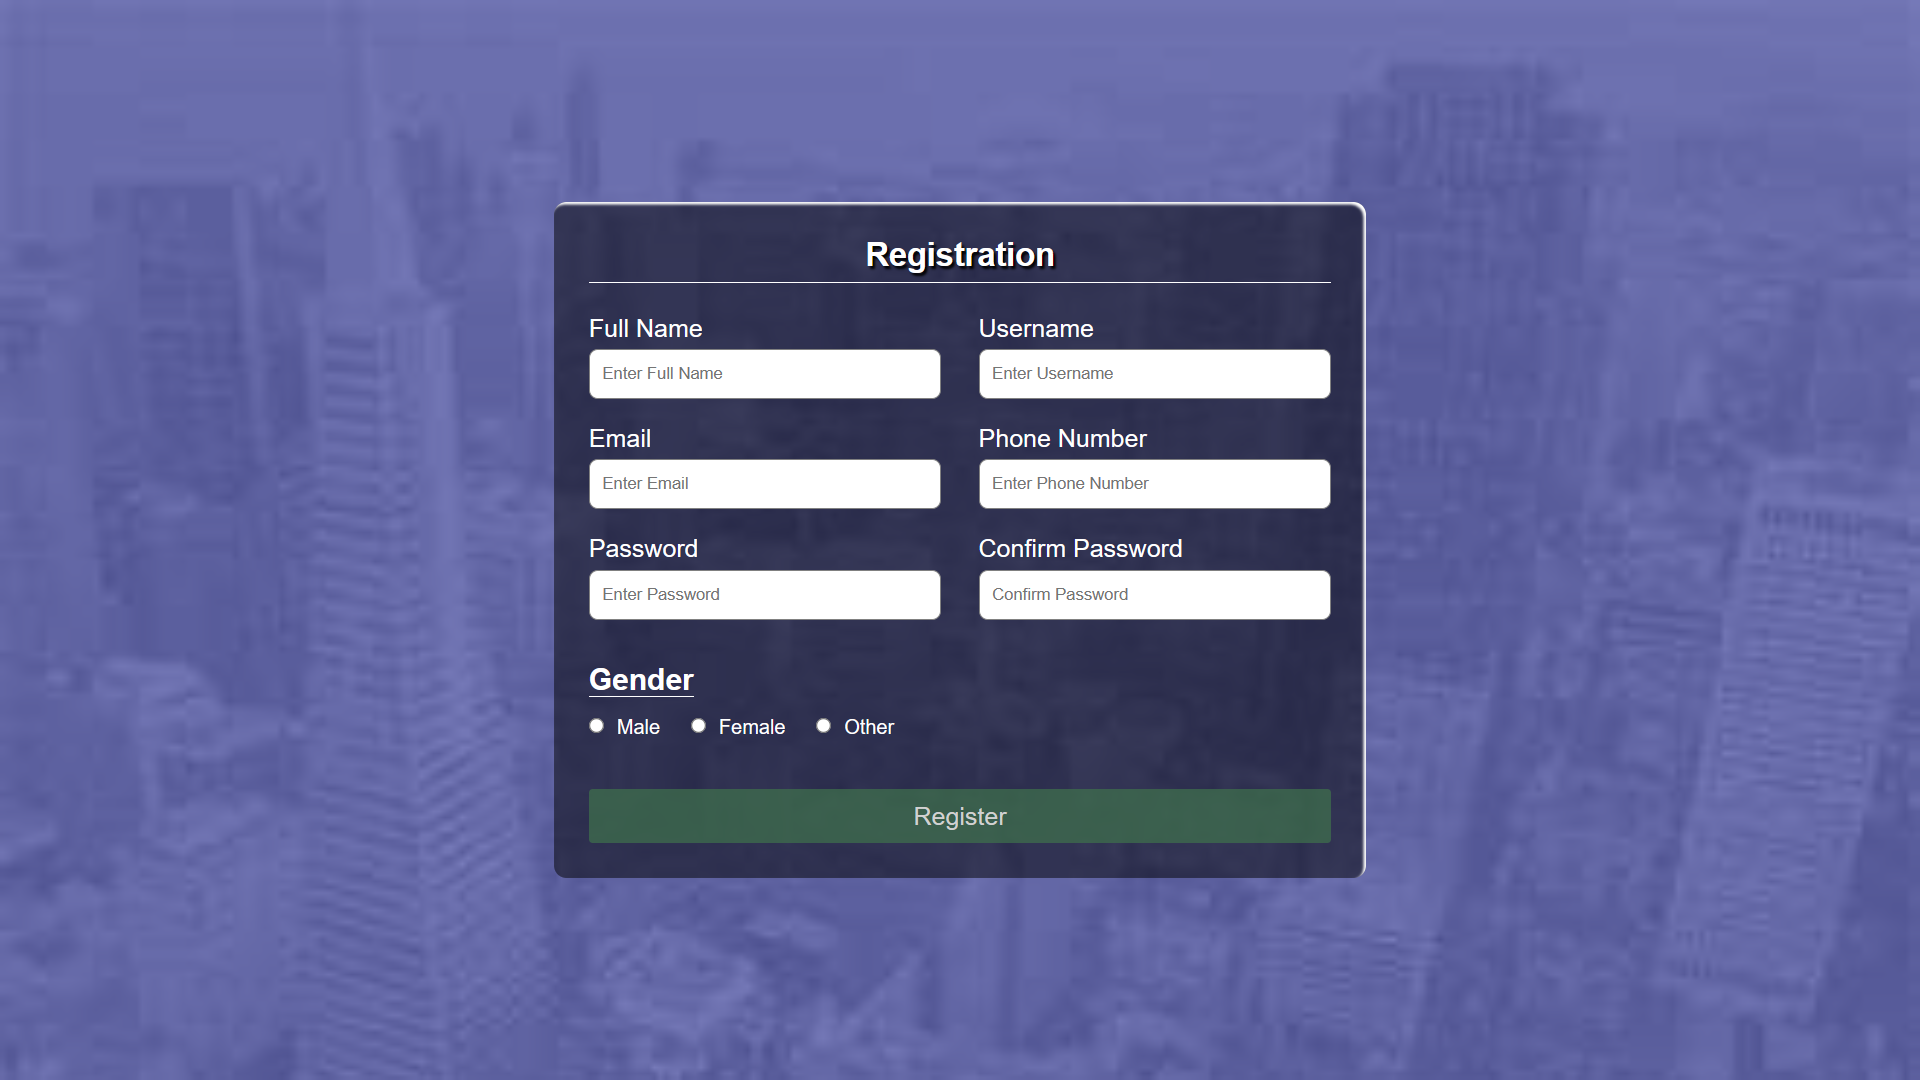 Registration
Full Name
Username
Enter Full Name
Enter Username
Email
Phone Number
Enter Email
Enter Phone Number
Password
Confirm Password
Enter Password
Confirm Password
Gender
Male Female Other
Register